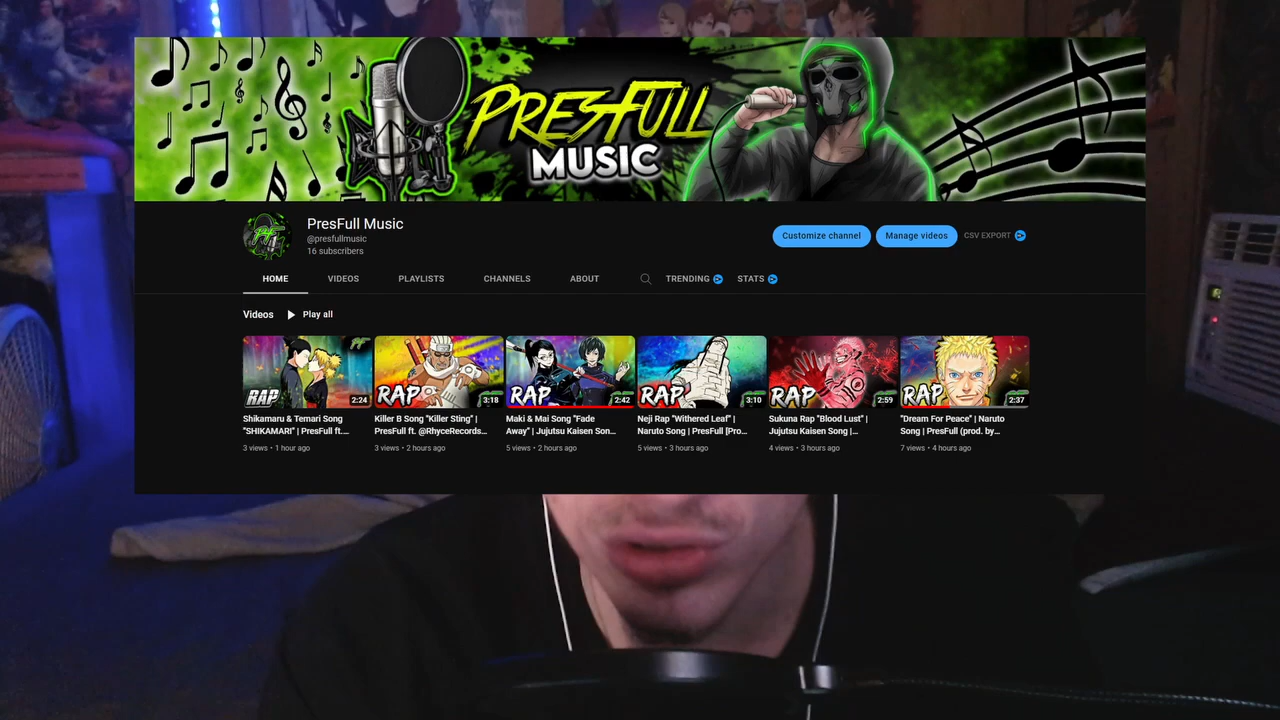 PRESFULL
MUSIC
PresFull Music
@presfullmusic
16 subscribers
Customize channel
Manage videos
CSV EXPORT
HOME
VIDEOS
PLAYLISTS
CHANNELS
ABOUT
TRENDING
STATS
Videos
Play all
RAP
2:24
RAP
3:18
RAP
2:42
RAP
3:10
RAP
2:59
RAP
2:37
Shikamaru & Temari Song
"SHIKAMARI" | PresFull ft....
3 views • 1 hour ago
Killer B Song "Killer Sting" |
PresFull ft. @RhyceRecords...
3 views • 2 hours ago
Maki & Mai Song "Fade
Away" | Jujutsu Kaisen Son...
5 views • 2 hours ago
Neji Rap "Withered Leaf" |
Naruto Song | PresFull [Pro...
5 views • 3 hours ago
Sukuna Rap "Blood Lust" |
Jujutsu Kaisen Song |...
4 views • 3 hours ago
"Dream For Peace" | Naruto
Song | PresFull (prod. by...
7 views • 4 hours ago